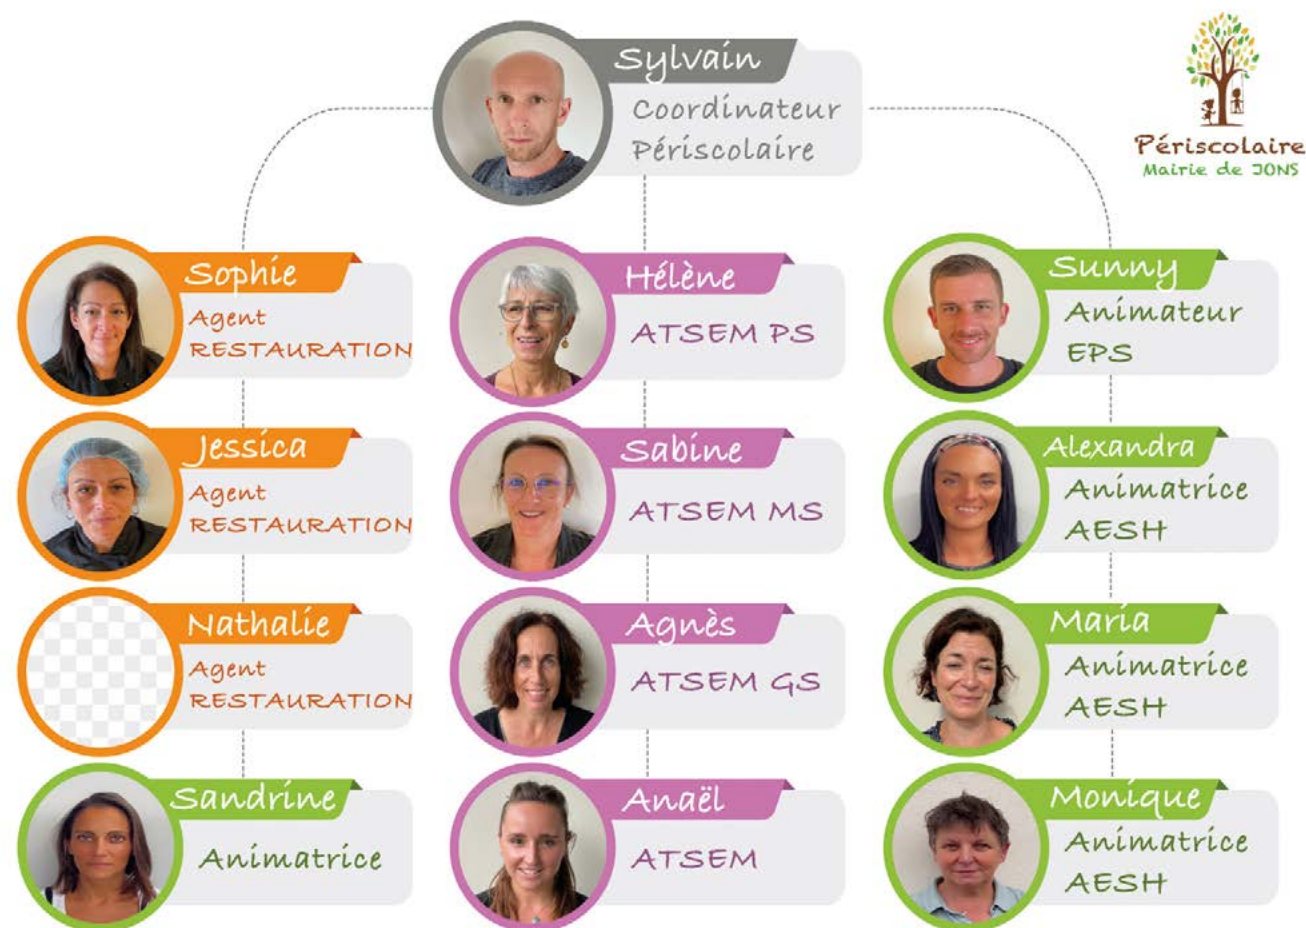 Sylvain
Coordinateur
Périscolaire
Périscolaire
Mairie de JONS
Sophie
Agent
RESTAURATION
Jessica
Agent
RESTAURATION
Nathalie
Agent
RESTAURATION
Sandrine
Animatrice
Hélène
ATSEM PS
Sabine
ATSEM MS
Agnès
ATSEM GS
Anaël
ATSEM
Sunny
Animateur
EPS
Alexandra
Animatrice
AESH
Maria
Animatrice
AESH
Monique
Animatrice
AESH